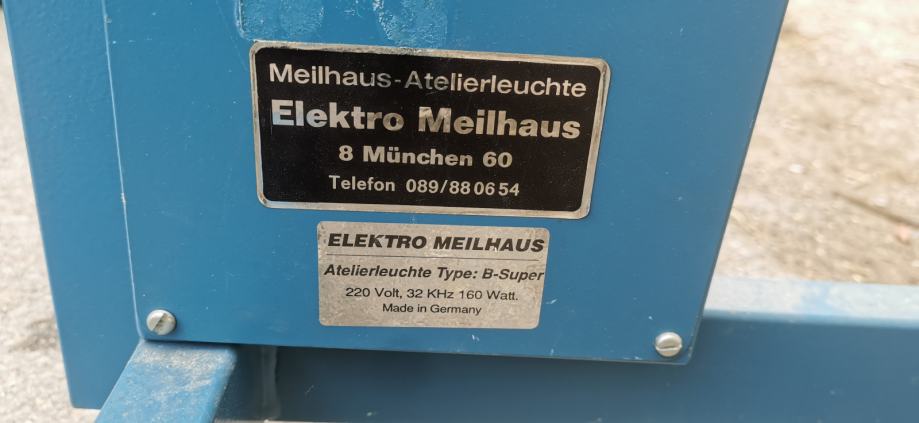 Meilhaus-Atelierleuchte
Elektro Meilhaus
8 München 60
Telefon 089/88 06 54
ELEKTRO MEILHAUS
Atelierleuchte Type: B-Super
220 Volt, 32 KHz 160 Watt.
Made in Germany